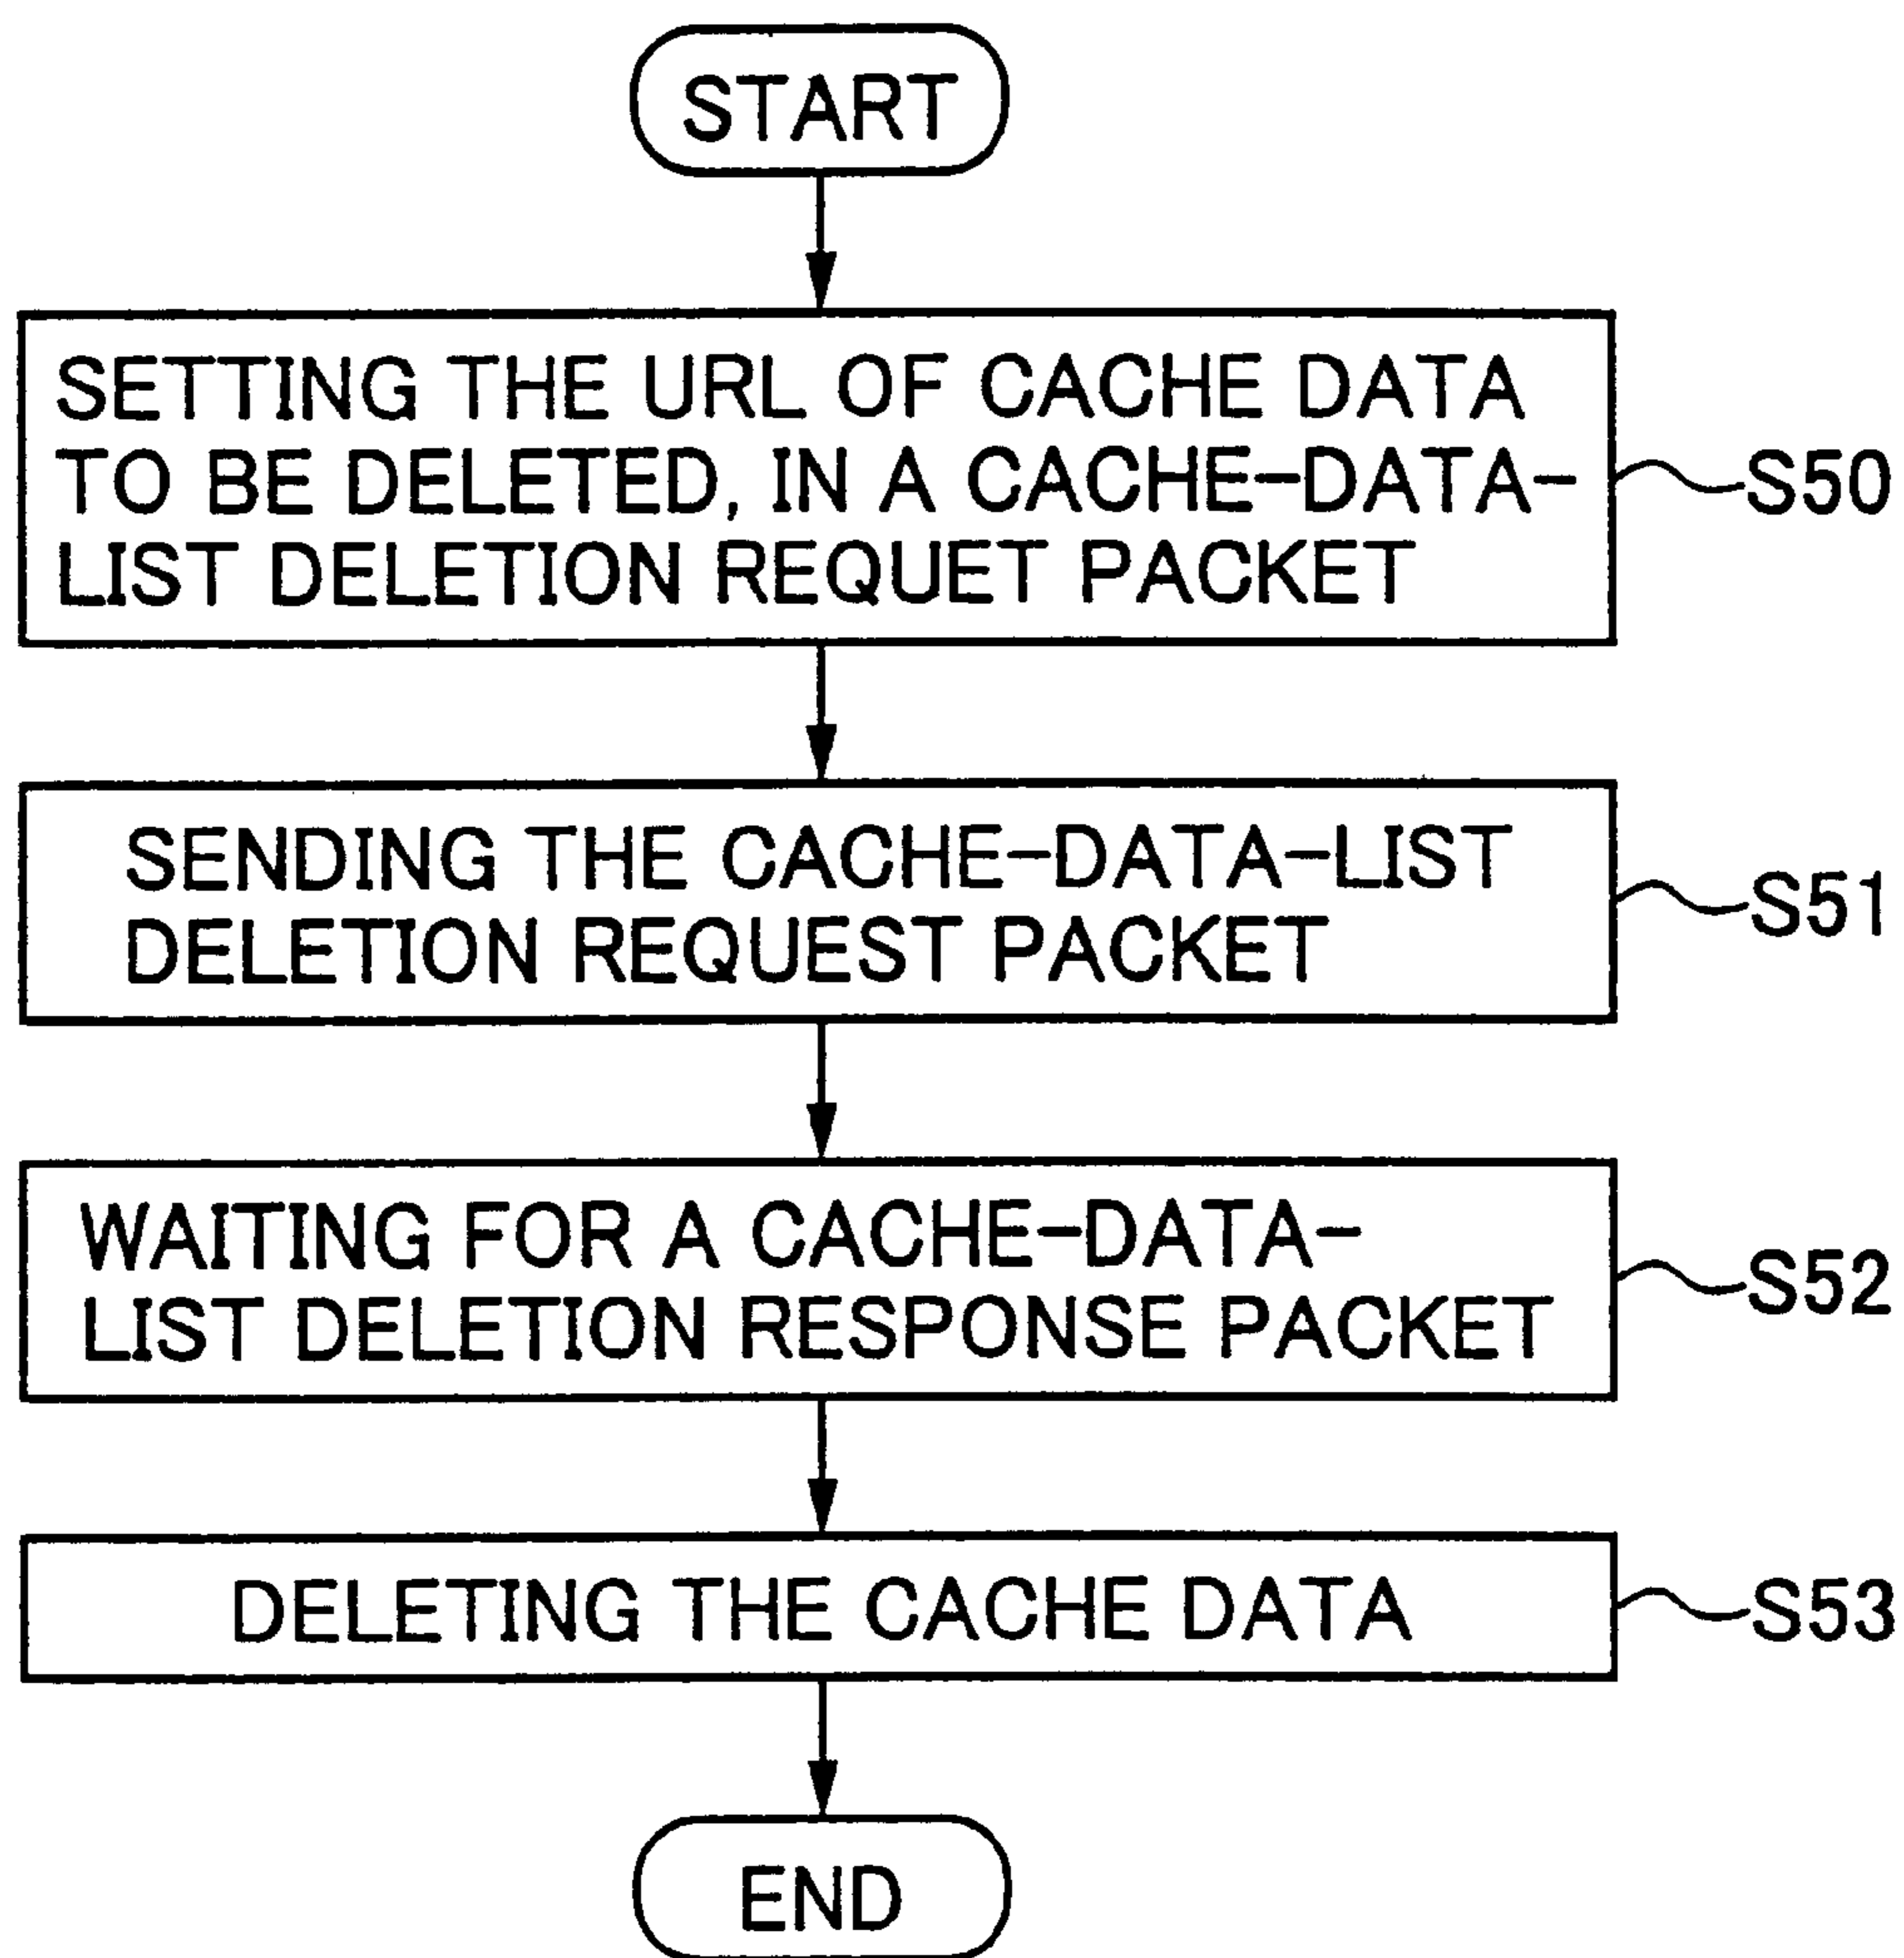 START
SETTING THE URL OF CACHE DATA
TO BE DELETED, IN A CACHE-DATA-
LIST DELETION REQUET PACKET
S50
SENDING THE CACHE-DATA-LIST
DELETION REQUEST PACKET
S51
WAITING FOR A CACHE-DATA-
LIST DELETION RESPONSE PACKET
S52
DELETING THE CACHE DATA
S53
END